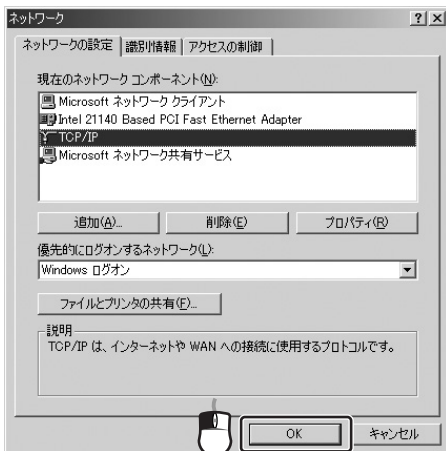 ネットワーク
ネットワークの設定 識別情報 アクセスの制御
現在のネットワーク コンポーネント(N):
Microsoft ネットワーク クライアント
Intel 21140 Based PCI Fast Ethernet Adapter
TCP/IP
Microsoft ネットワーク共有サービス
追加(A)... 削除(E) プロパティ(R)
優先的にログオンするネットワーク(L):
Windows ログオン
ファイルとプリンタの共有(F)...
説明
TCP/IP は、インターネットや WAN への接続に使用するプロトコルです。
OK キャンセル